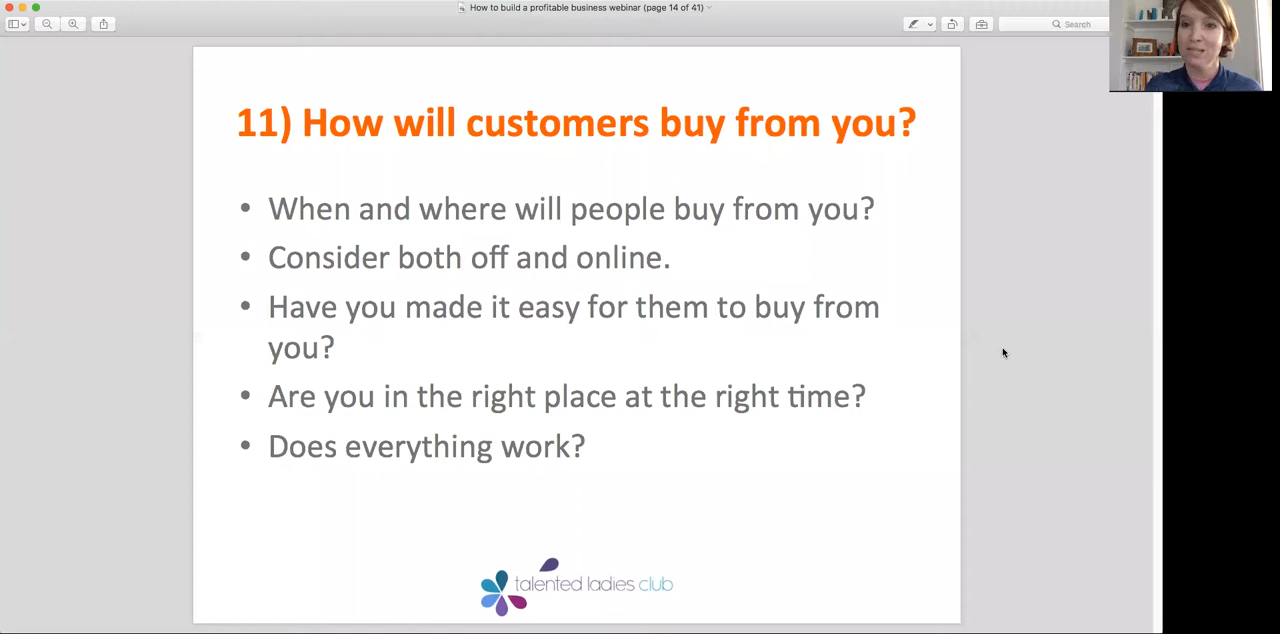 How to build a profitable business webinar (page 14 of 41)
Search
11) How will customers buy from you?
• When and where will people buy from you?
• Consider both off and online.
• Have you made it easy for them to buy from
you?
• Are you in the right place at the right time?
• Does everything work?
talented ladies club